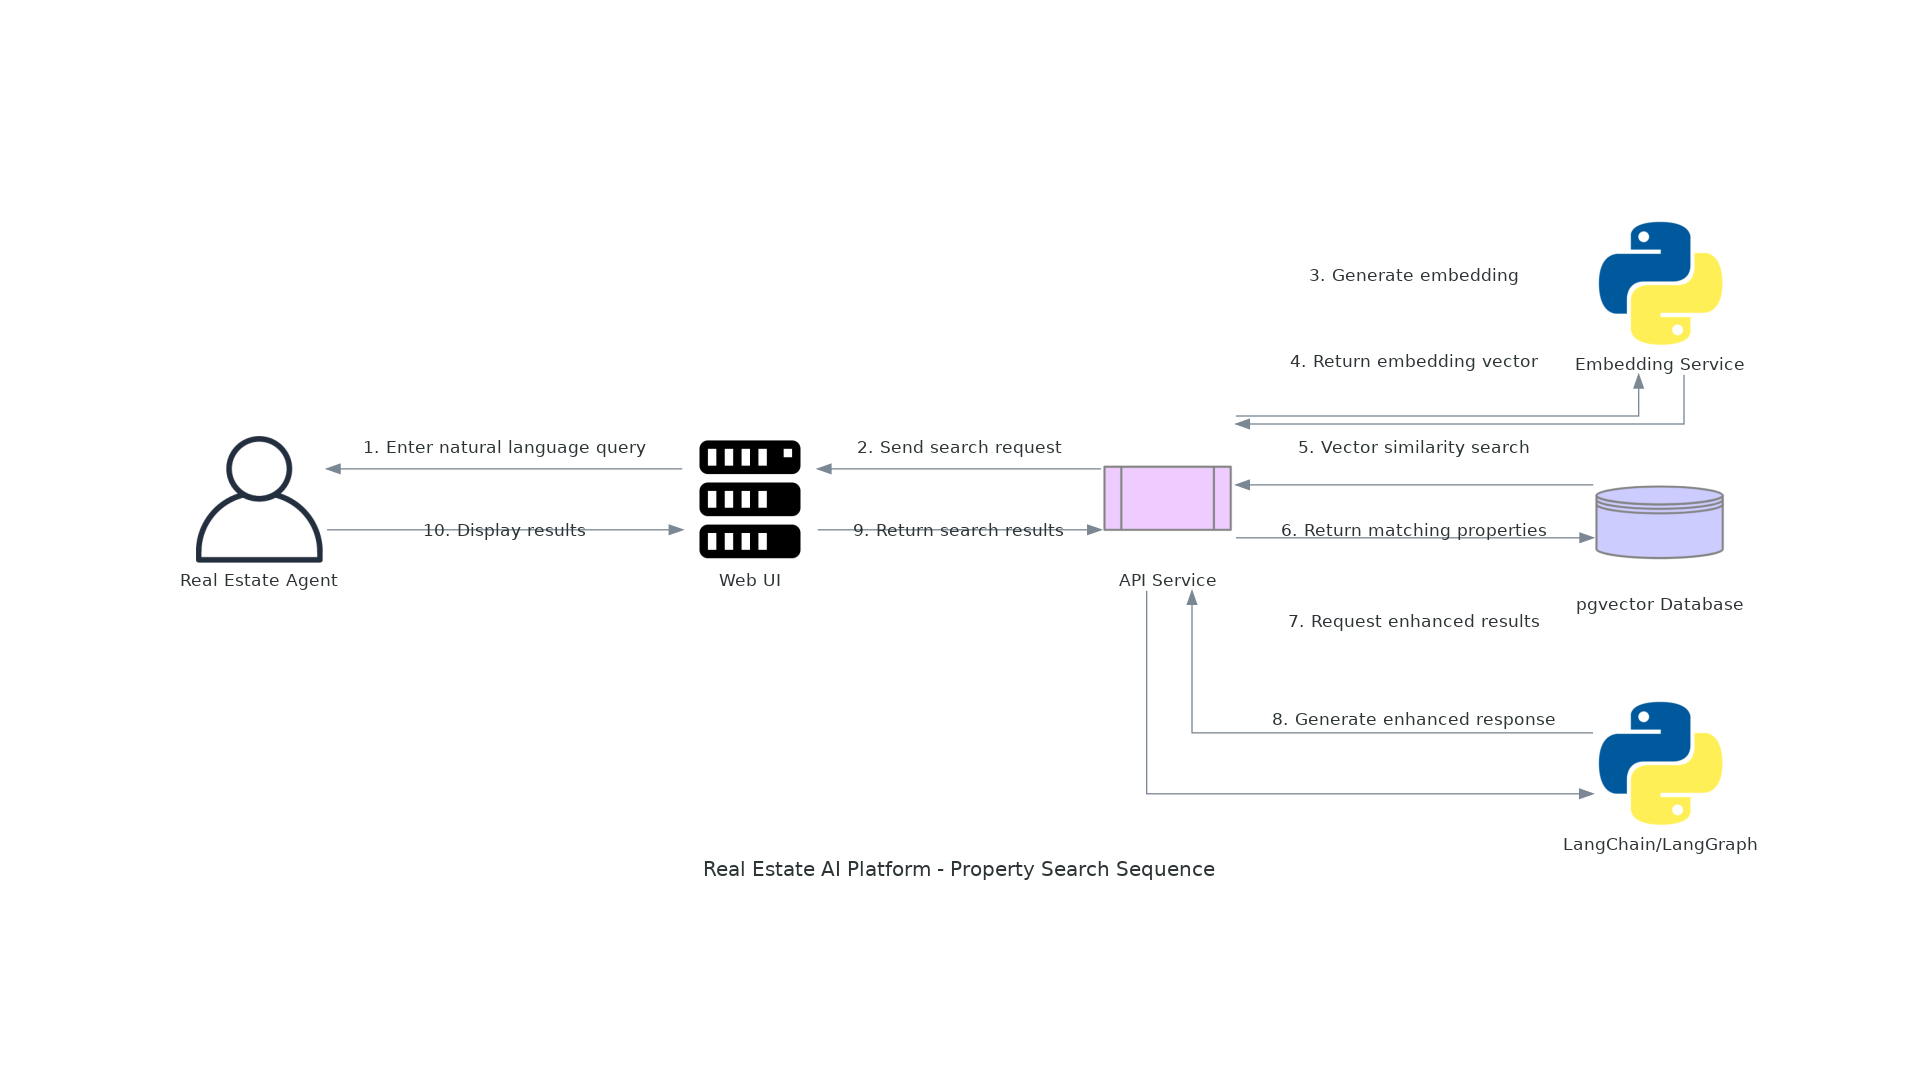 3. Generate embedding
4. Return embedding vector
Embedding Service
1. Enter natural language query
2. Send search request
5. Vector similarity search
10. Display results
9. Return search results
6. Return matching properties
Real Estate Agent
Web UI
API Service
pgvector Database
7. Request enhanced results
8. Generate enhanced response
LangChain/LangGraph
Real Estate AI Platform - Property Search Sequence